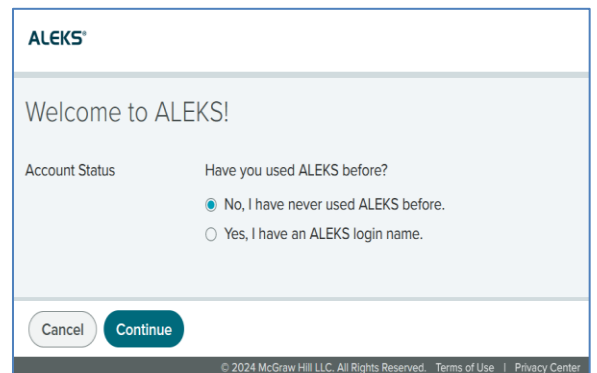 ALEKS®
Welcome to ALEKS!
Account Status
Have you used ALEKS before?
No, I have never used ALEKS before.
Yes, I have an ALEKS login name.
Cancel
Continue
© 2024 McGraw Hill LLC. All Rights Reserved. Terms of Use | Privacy Center